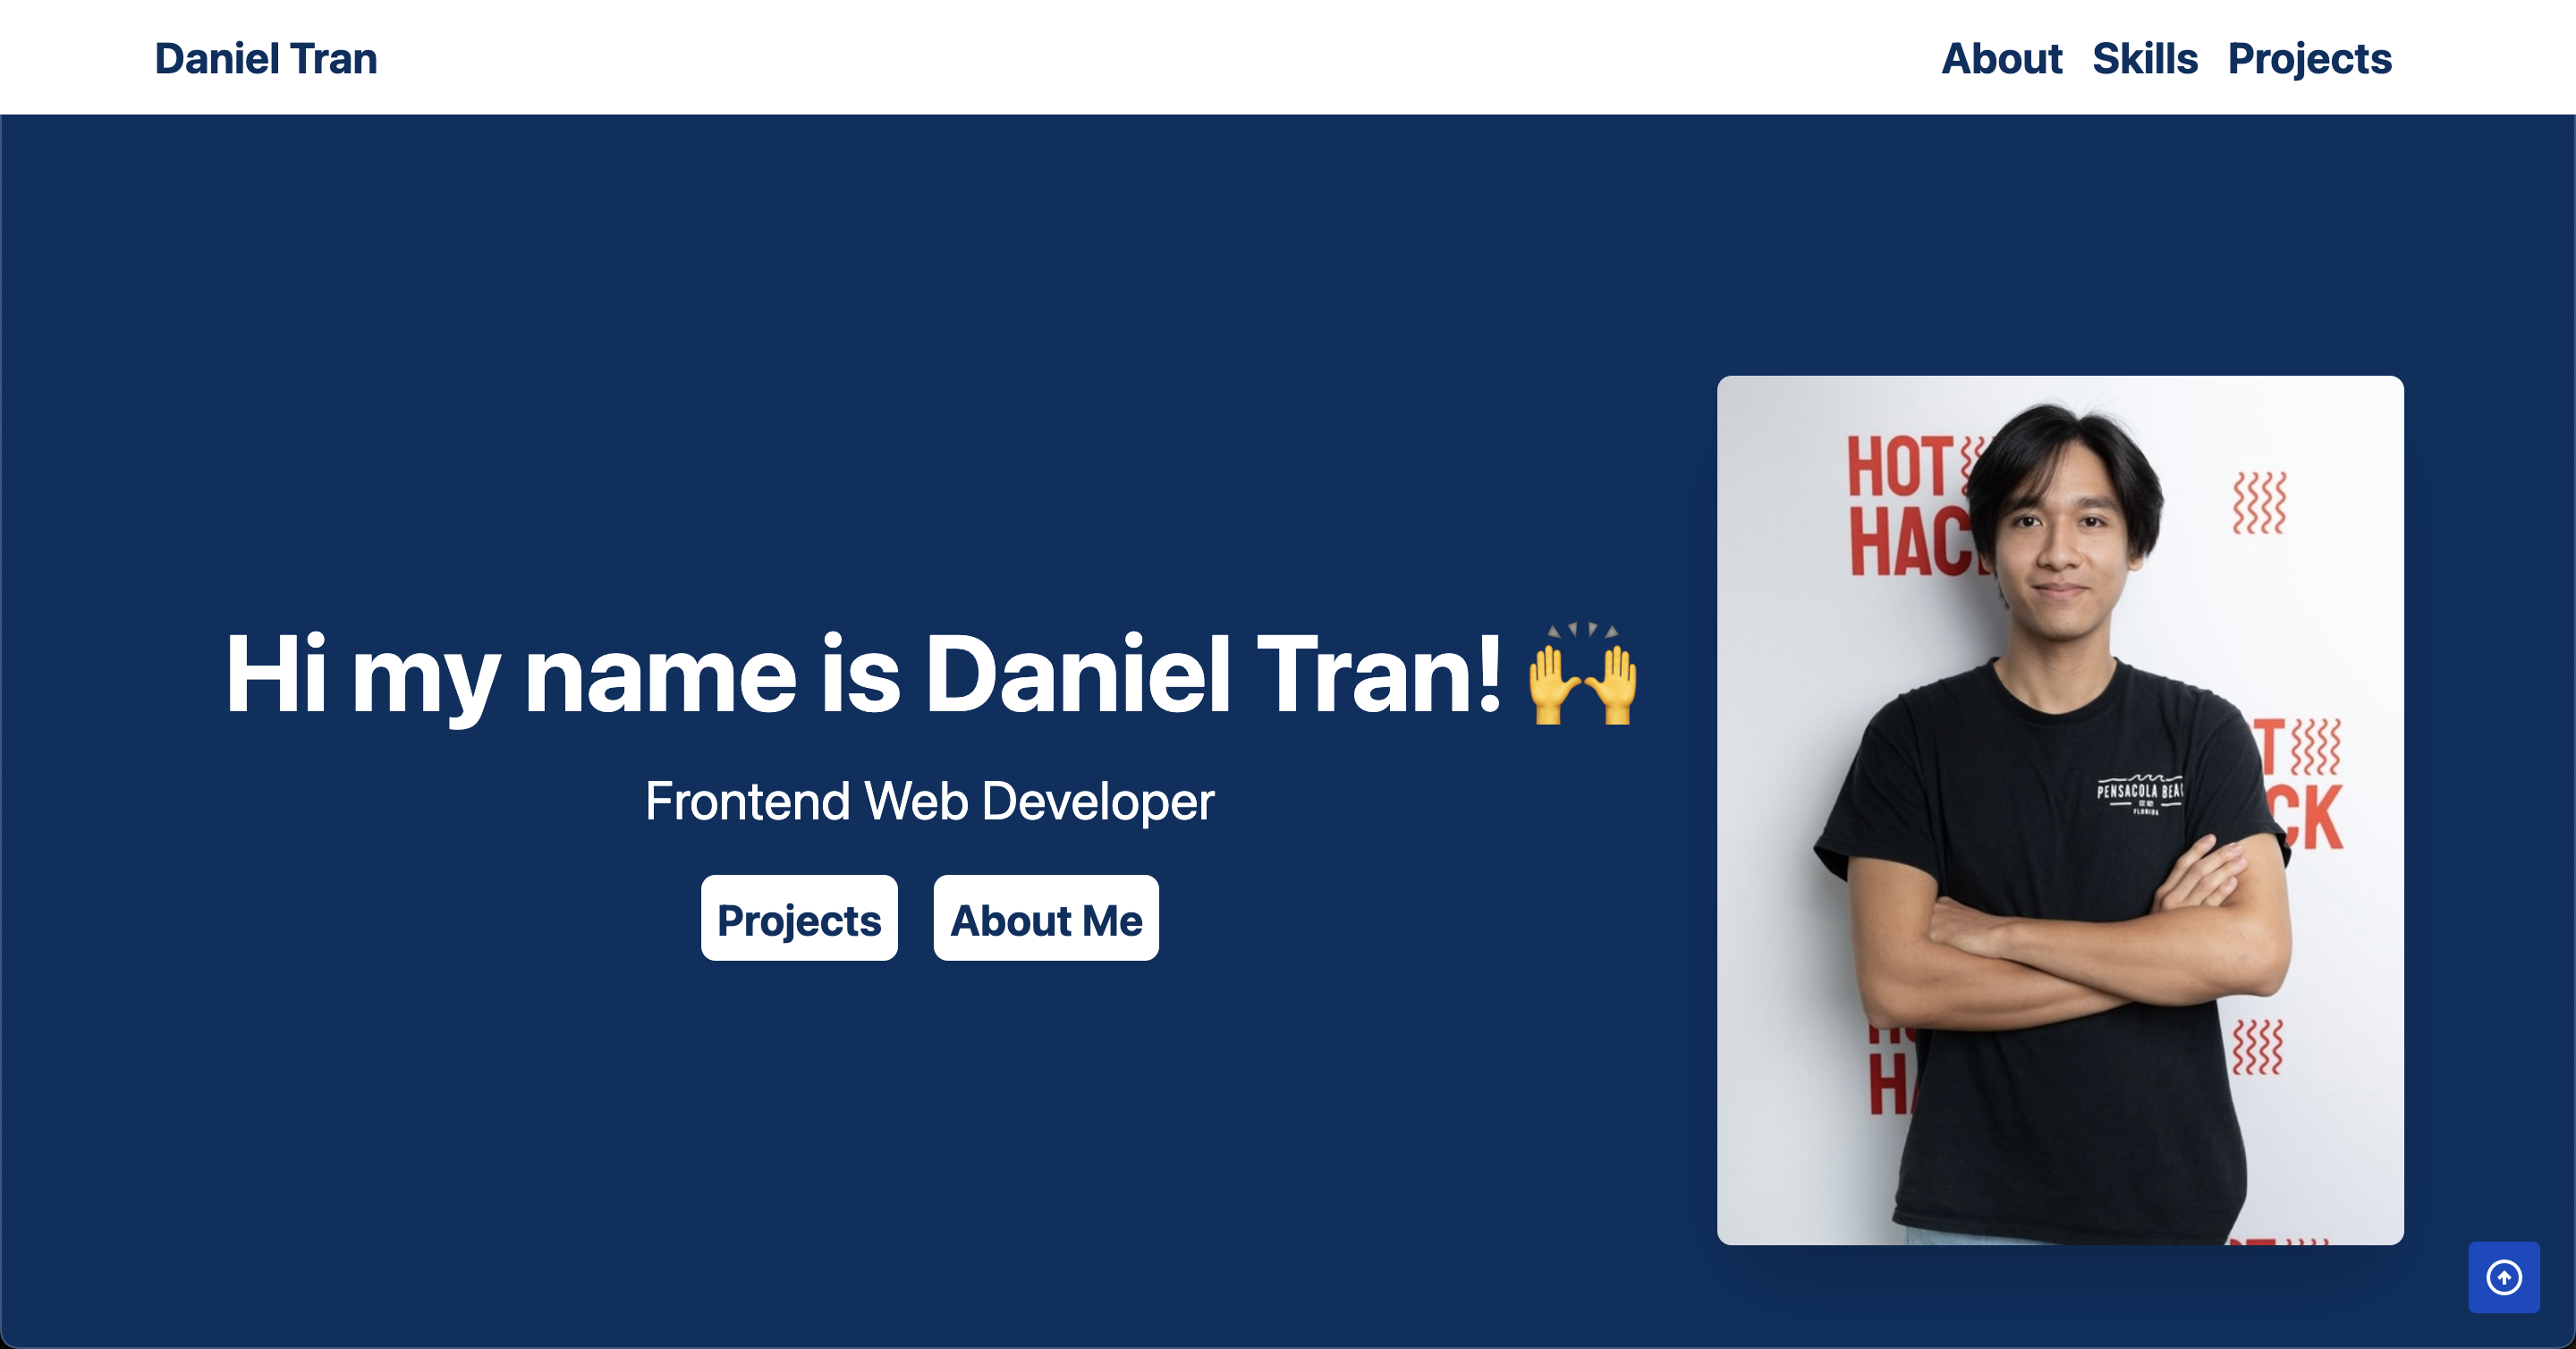 Daniel Tran
About Skills Projects
Hi my name is Daniel Tran! 🙌
Frontend Web Developer
Projects About Me
HOT
HAC
PENSACOLA BEA
FLORIDA
T
CK
H